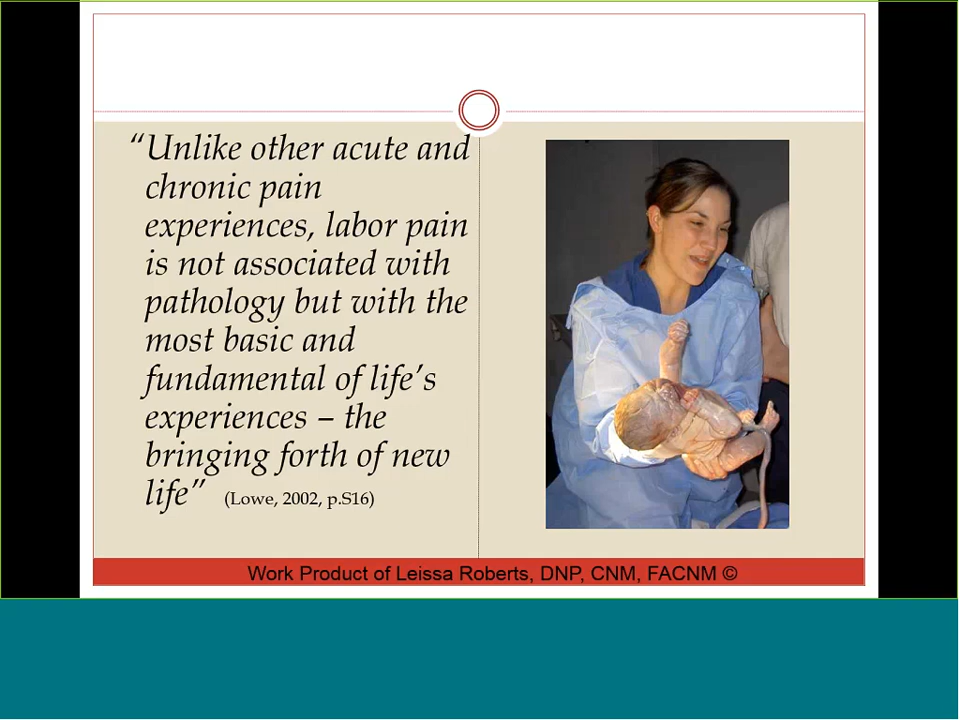 “Unlike other acute and
chronic pain
experiences, labor pain
is not associated with
pathology but with the
most basic and
fundamental of life’s
experiences – the
bringing forth of new
life” (Lowe, 2002, p.S16)
Work Product of Leissa Roberts, DNP, CNM, FACNM ©